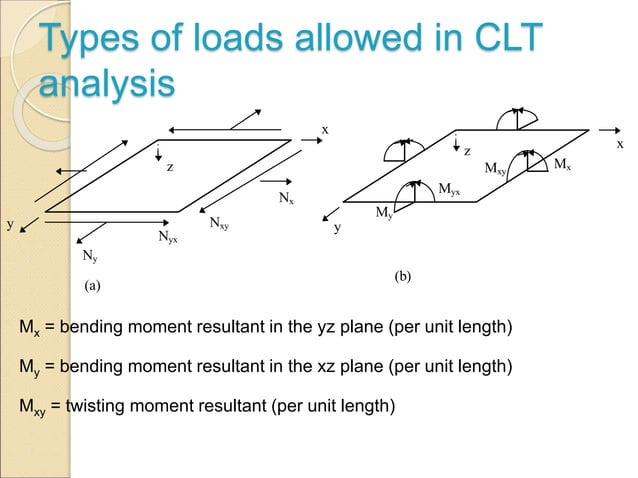 Types of loads allowed in CLT
analysis
x
z
y
Nx
Nxy
Nyx
Ny
(a)
x
z
y
Mx
Mxy
Myx
My
(b)
Mx = bending moment resultant in the yz plane (per unit length)
My = bending moment resultant in the xz plane (per unit length)
Mxy = twisting moment resultant (per unit length)